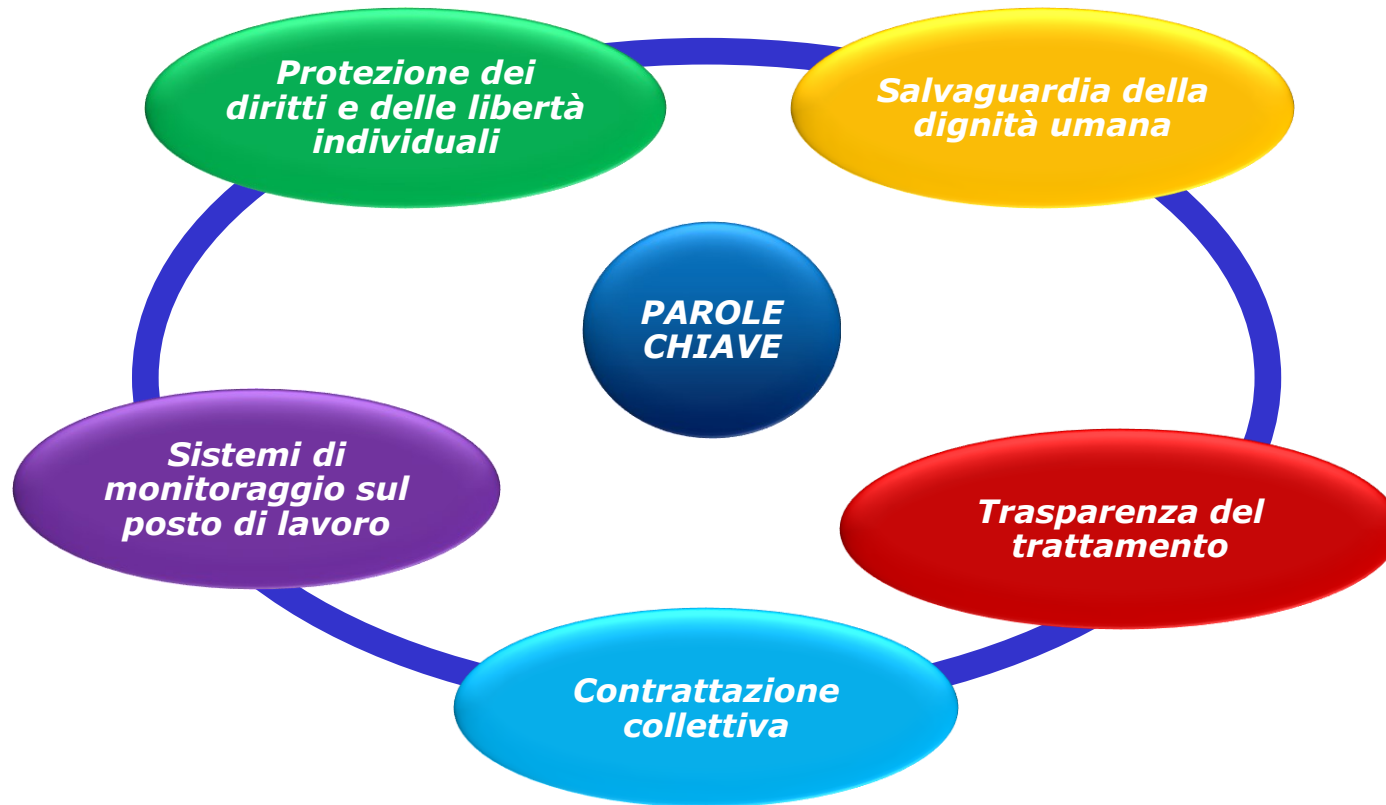 Protezione dei
diritti e delle libertà
individuali
Salvaguardia della
dignità umana
PAROLE
CHIAVE
Sistemi di
monitoraggio sul
posto di lavoro
Trasparenza del
trattamento
Contrattazione
collettiva